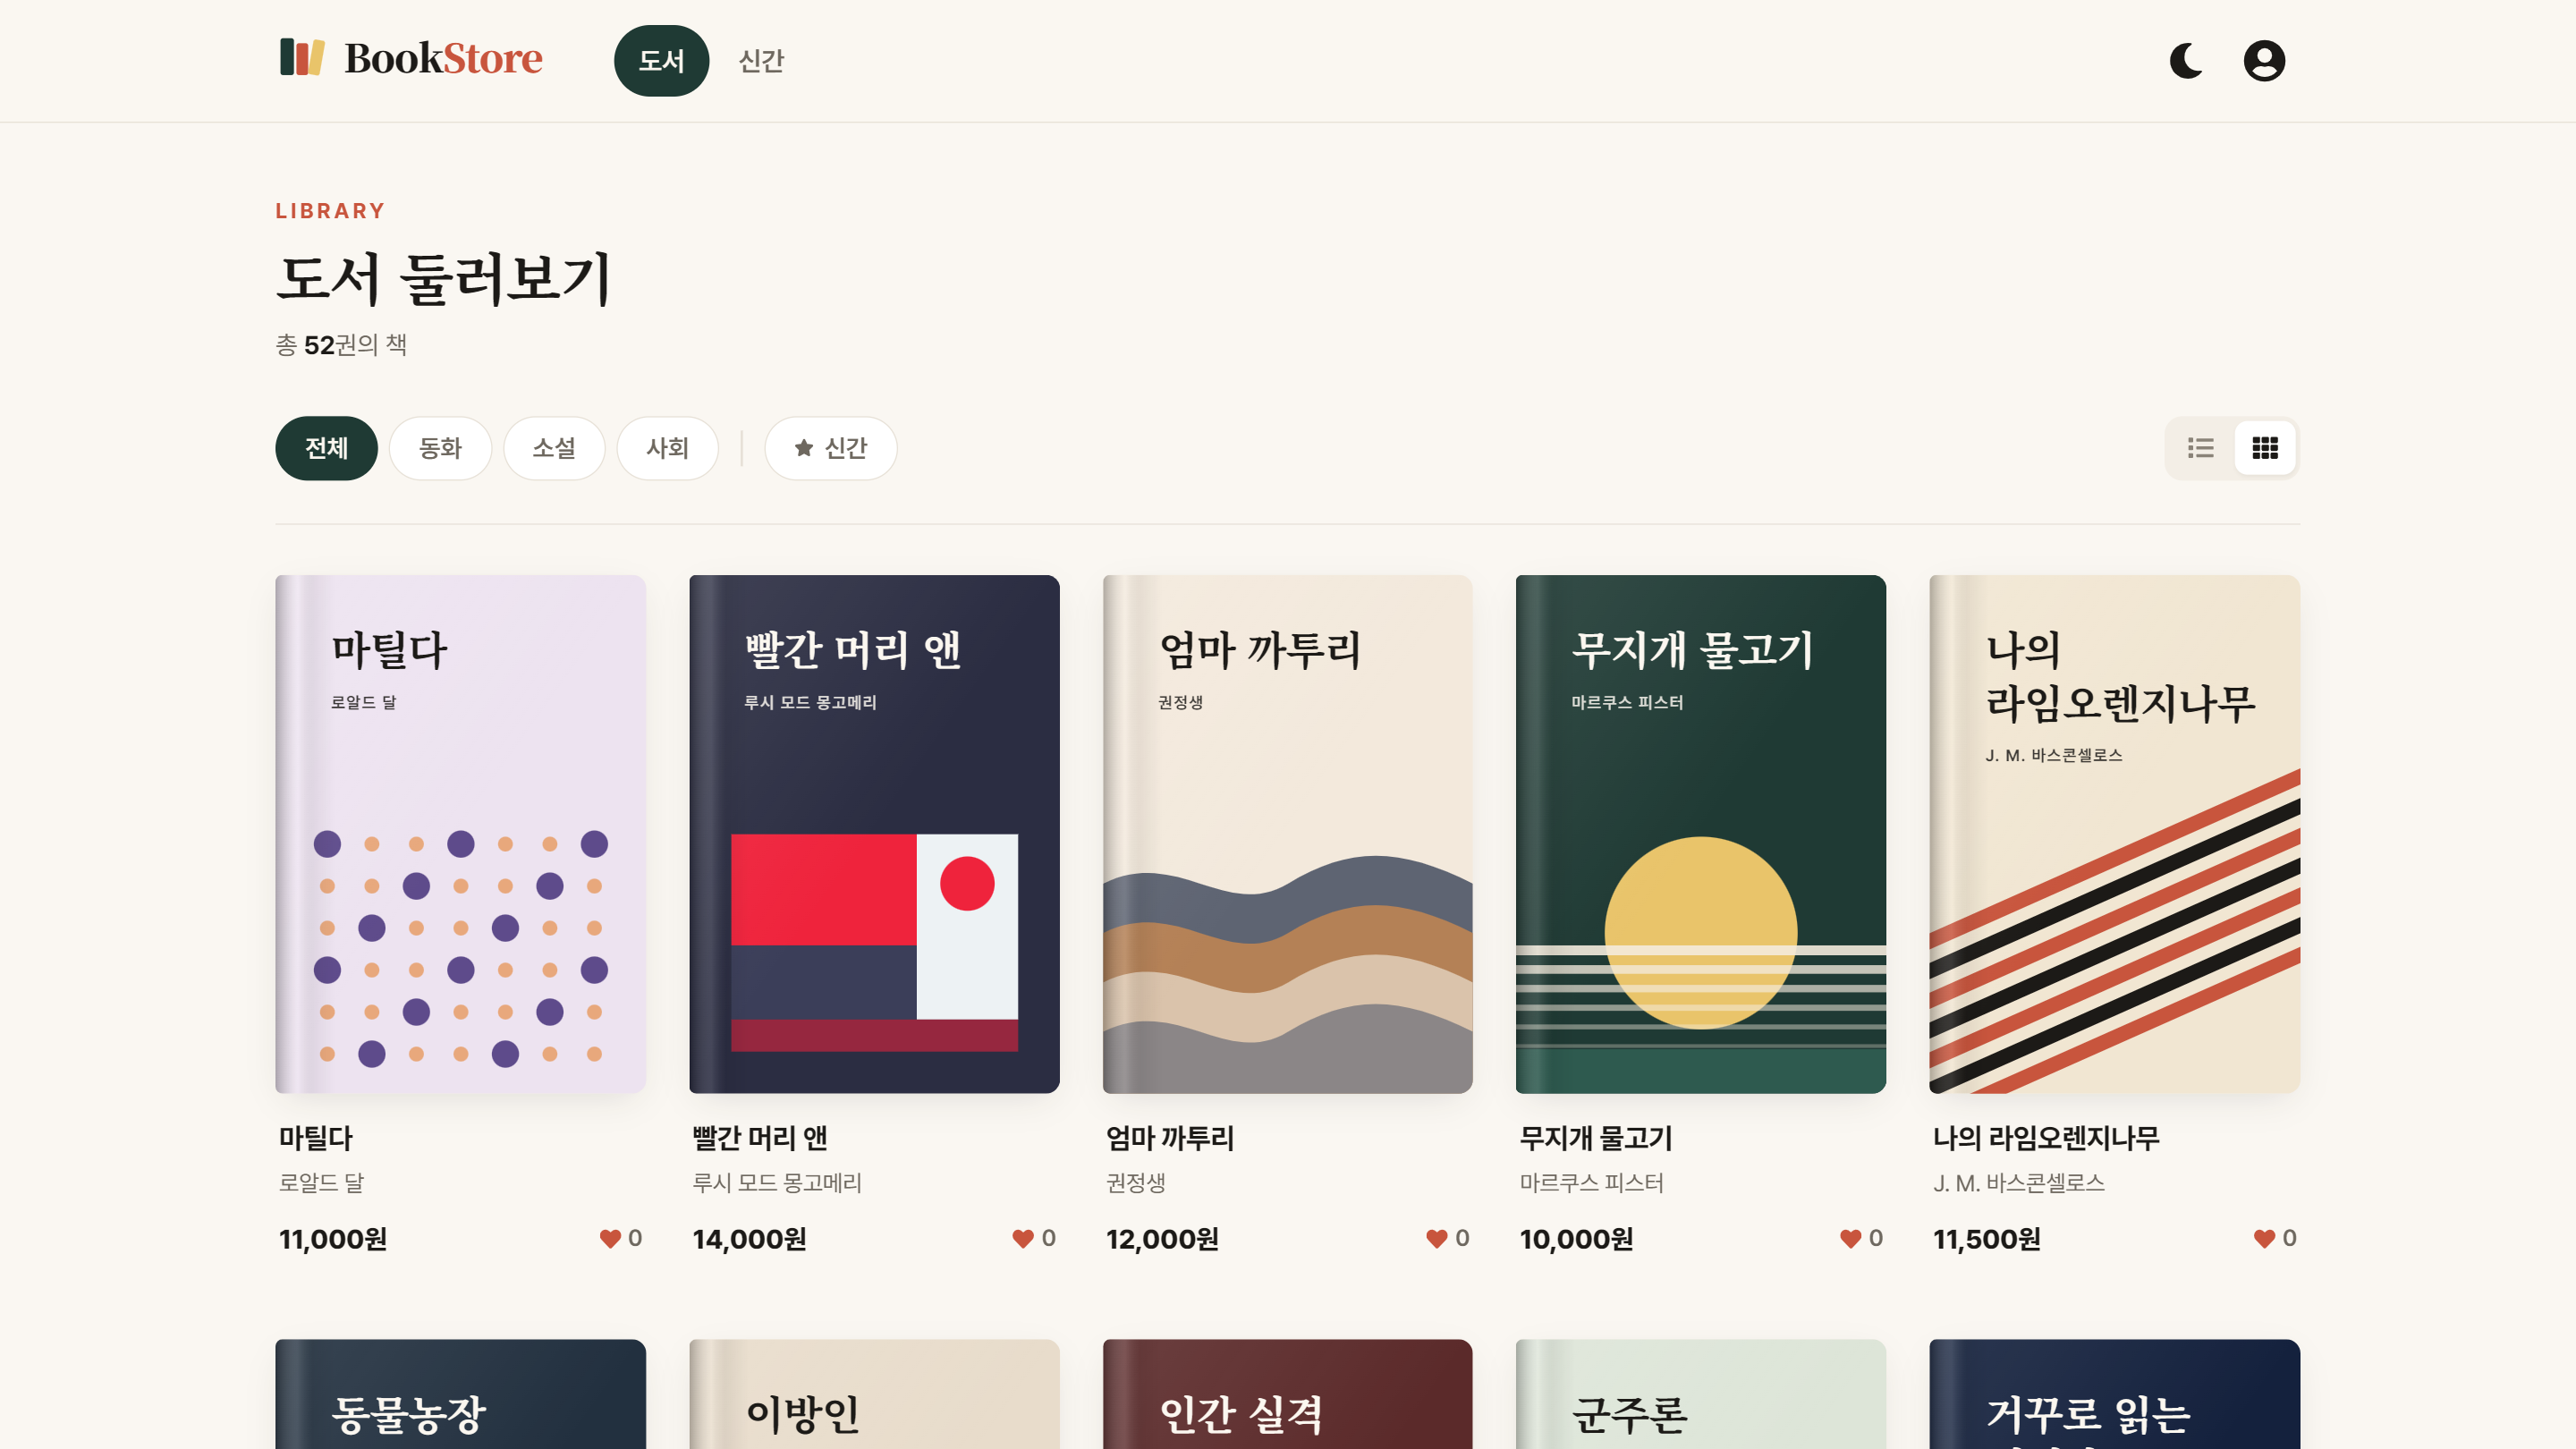 BookStore
도서
신간
LIBRARY
도서 둘러보기
총 52권의 책
전체
동화
소설
사회
신간
마틸다
로알드 달
빨간 머리 앤
루시 모드 몽고메리
엄마 까투리
권정생
무지개 물고기
마르쿠스 피스터
나의
라임오렌지나무
J. M. 바스콘셀로스
마틸다
로알드 달
11,000원
0
빨간 머리 앤
루시 모드 몽고메리
14,000원
0
엄마 까투리
권정생
12,000원
0
무지개 물고기
마르쿠스 피스터
10,000원
0
나의 라임오렌지나무
J. M. 바스콘셀로스
11,500원
0
동물농장
이방인
인간 실격
군주론
거꾸로 읽는